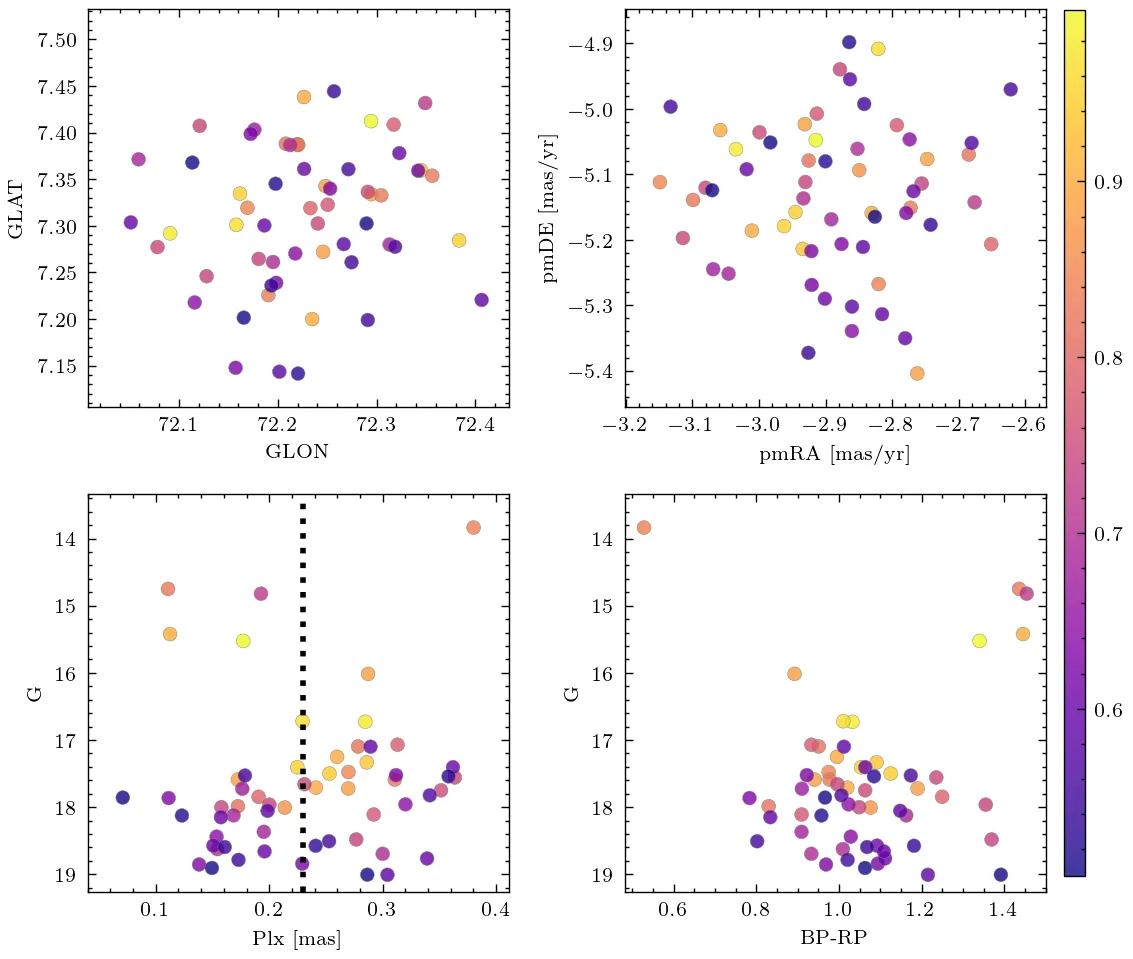 7.50
7.45
7.40
7.35
7.30
7.25
7.20
7.15
GLAT
72.1 72.2 72.3 72.4
GLON
−4.9
−5.0
−5.1
−5.2
−5.3
−5.4
pmDE [mas/yr]
−3.2 −3.1 −3.0 −2.9 −2.8 −2.7 −2.6
pmRA [mas/yr]
0.9
0.8
0.7
0.6
14
15
16
17
18
19
G
0.1 0.2 0.3 0.4
Plx [mas]
14
15
16
17
18
19
G
0.6 0.8 1.0 1.2 1.4
BP-RP